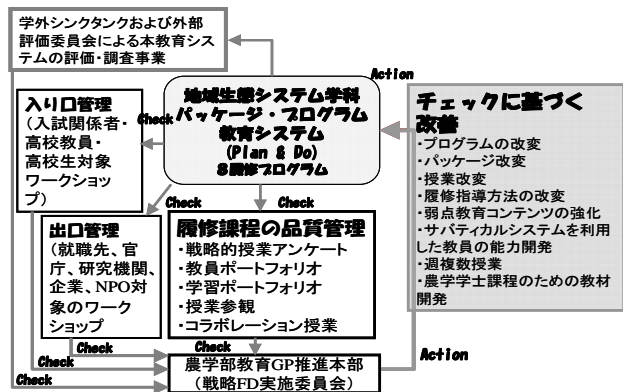 学外シンクタンクおよび外部
評価委員会による本教育シス
テムの評価・調査事業
Action
地域生態システム学科
パッケージ・プログラム
教育システム
(Plan & Do)
8履修プログラム
入り口管理
(入試関係者・
高校教員・
高校生対象
ワークショッ
プ)
Check
Check
Check
Check
出口管理
(就職先、官
庁、研究機関、
企業、NPO対
象のワーク
ショップ
履修課程の品質管理
・戦略的授業アンケート
・教員ポートフォリオ
・学習ポートフォリオ
・授業参観
・コラボレーション授業
チェックに基づく
改善
・プログラムの改変
・パッケージ改変
・授業改変
・履修指導方法の改変
・弱点教育コンテンツの強化
・サバティカルシステムを利用
した教員の能力開発
・週複数授業
・農学学士課程のための教材
開発
Check
Check
Check
Check
農学部教育GP推進本部
(戦略FD実施委員会)
Action